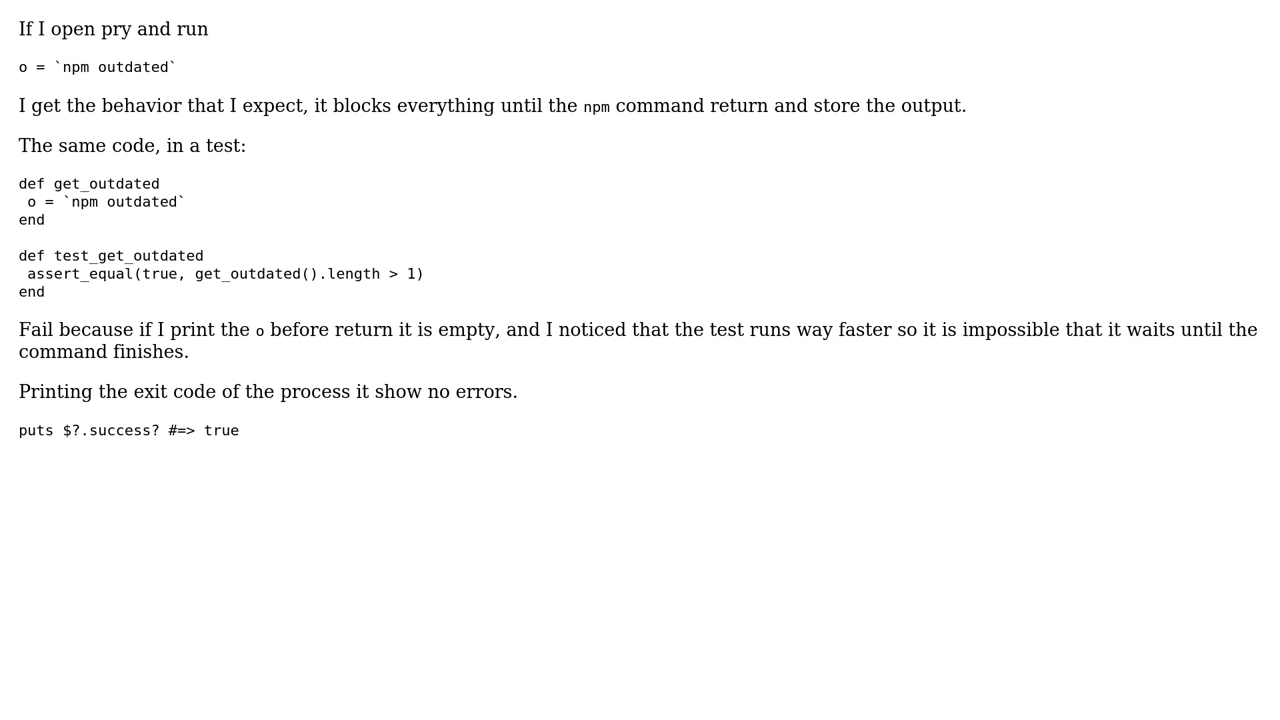 If I open pry and run
o = `npm outdated`
I get the behavior that I expect, it blocks everything until the npm command return and store the output.
The same code, in a test:
def get_outdated
 o = `npm outdated`
end
def test_get_outdated
 assert_equal(true, get_outdated().length > 1)
end
Fail because if I print the o before return it is empty, and I noticed that the test runs way faster so it is impossible that it waits until the
command finishes.
Printing the exit code of the process it show no errors.
puts $?.success? #=> true